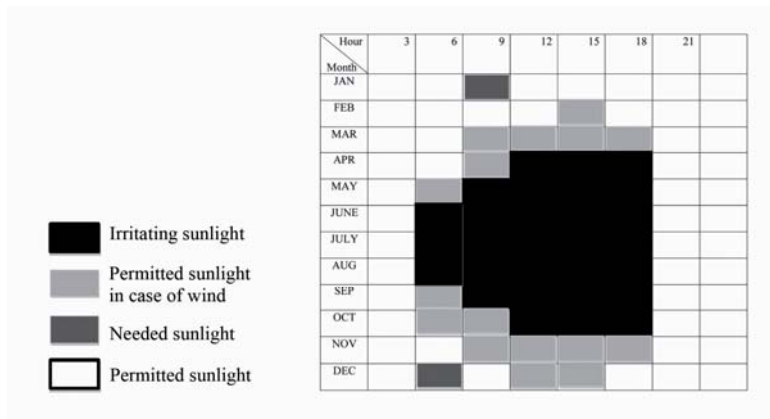 Hour 3 6 9 12 15 18 21
Month
JAN
FEB
MAR
APR
MAY
JUNE
JULY
AUG
SEP
OCT
NOV
DEC
Irritating sunlight
Permitted sunlight
in case of wind
Needed sunlight
Permitted sunlight